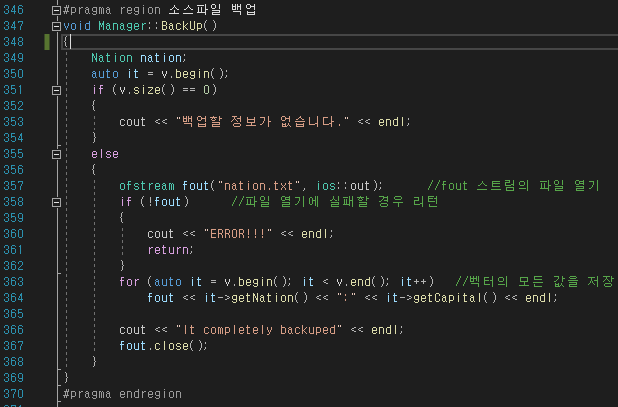 346 #pragma region 소스파일 백업
347 void Manager::BackUp()
348 {
349 Nation nation;
350 auto it = v.begin();
351 if (v.size() == 0)
352 {
353 cout << "백업할 정보가 없습니다." << endl;
354 }
355 else
356 {
357 ofstream fout("nation.txt", ios::out); //fout 스트림의 파일 열기
358 if (!fout) //파일 열기에 실패할 경우 리턴
359 {
360 cout << "ERROR!!!" << endl;
361 return;
362 }
363 for (auto it = v.begin(); it < v.end(); it++) //벡터의 모든 값을 저장
364 fout << it->getNation() << ":" << it->getCapital() << endl;
365
366 cout << "It completely backuped" << endl;
367 fout.close();
368 }
369 }
370 #pragma endregion